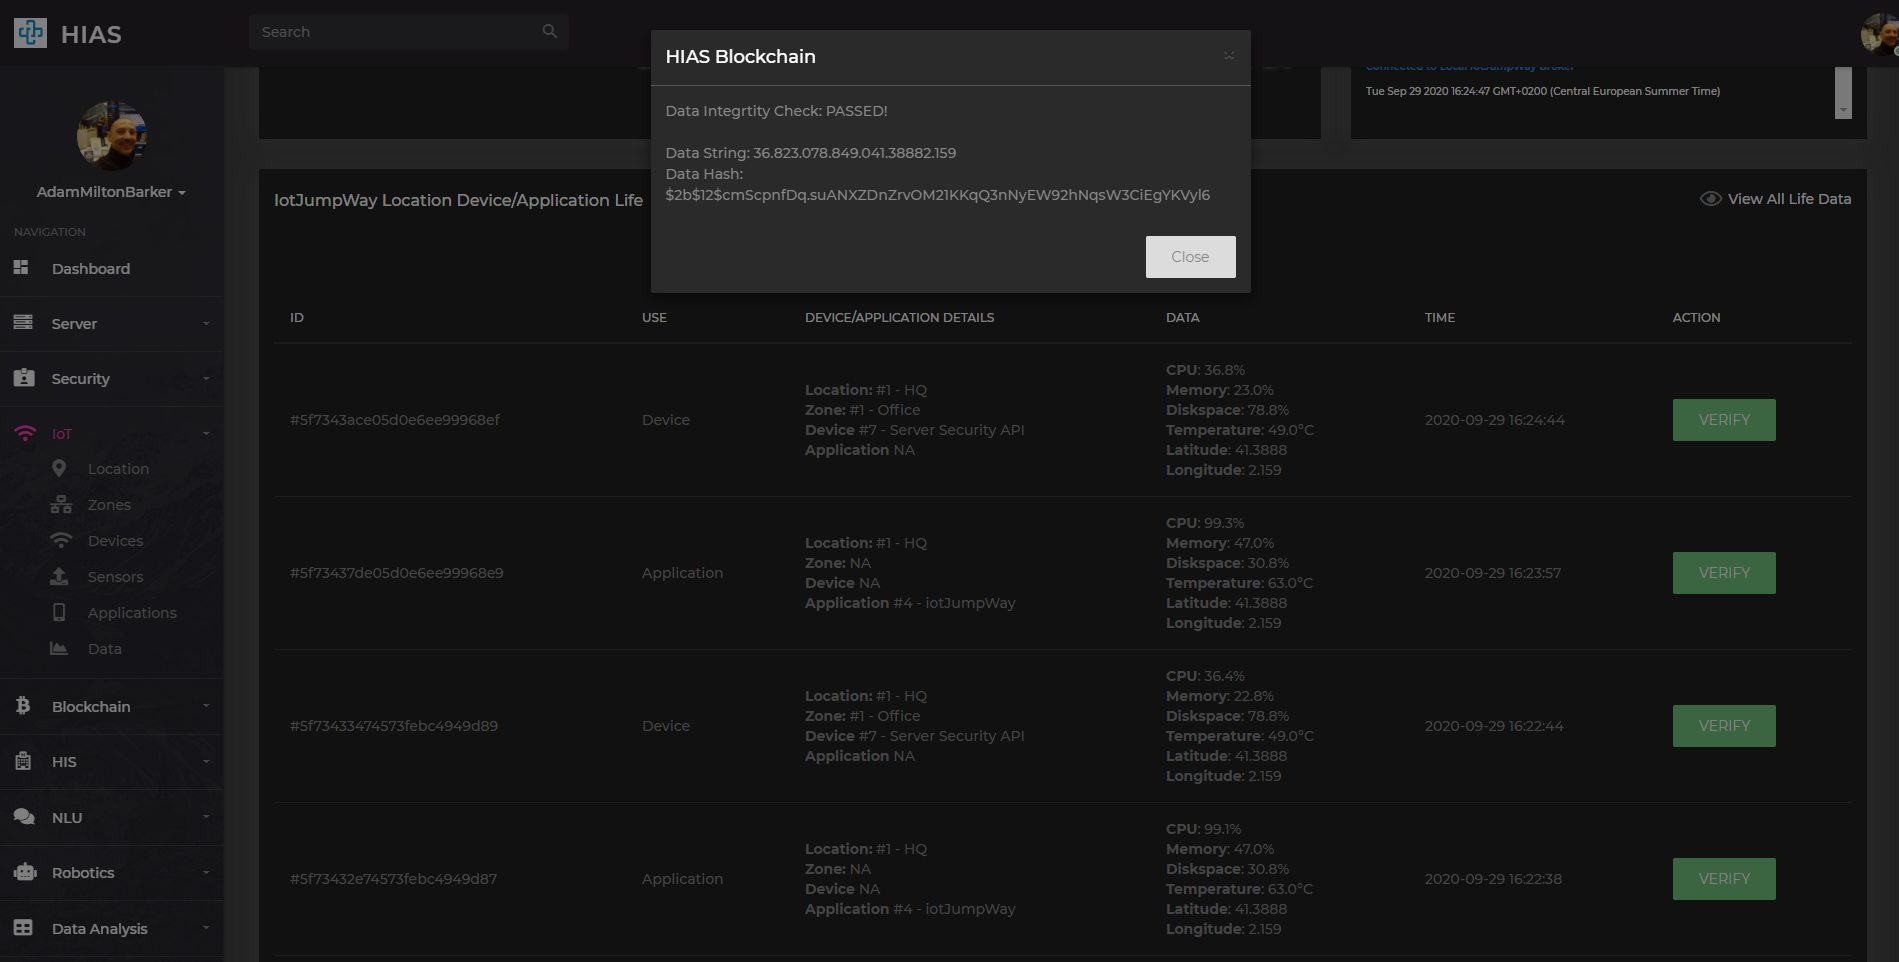 HIAS
Search
HIAS Blockchain
Data Integrtity Check: PASSED!
Data String: 36.823.078.849.041.38882.159
Data Hash:
$2b$12$cmScpnfDq.suANXZDnZrvOM21KKqQ3nNyEW92hNqsW3CiEgYKVyl6
Close
Connected to Local IotJumpWay Broker
Tue Sep 29 2020 16:24:47 GMT+0200 (Central European Summer Time)
AdamMiltonBarker
NAVIGATION
Dashboard
Server
Security
IoT
Location
Zones
Devices
Sensors
Applications
Data
Blockchain
HIS
NLU
Robotics
Data Analysis
IotJumpWay Location Device/Application Life
View All Life Data
ID USE DEVICE/APPLICATION DETAILS DATA TIME ACTION
#5f7343ace05d0e6ee99968ef
Device
Location: #1 - HQ
Zone: #1 - Office
Device #7 - Server Security API
Application NA
CPU: 36.8%
Memory: 23.0%
Diskspace: 78.8%
Temperature: 49.0°C
Latitude: 41.3888
Longitude: 2.159
2020-09-29 16:24:44
VERIFY
#5f73437de05d0e6ee99968e9
Application
Location: #1 - HQ
Zone: NA
Device NA
Application #4 - iotJumpWay
CPU: 99.3%
Memory: 47.0%
Diskspace: 30.8%
Temperature: 63.0°C
Latitude: 41.3888
Longitude: 2.159
2020-09-29 16:23:57
VERIFY
#5f73433474573febc4949d89
Device
Location: #1 - HQ
Zone: #1 - Office
Device #7 - Server Security API
Application NA
CPU: 36.4%
Memory: 22.8%
Diskspace: 78.8%
Temperature: 49.0°C
Latitude: 41.3888
Longitude: 2.159
2020-09-29 16:22:44
VERIFY
#5f73432e74573febc4949d87
Application
Location: #1 - HQ
Zone: NA
Device NA
Application #4 - iotJumpWay
CPU: 99.1%
Memory: 47.0%
Diskspace: 30.8%
Temperature: 63.0°C
Latitude: 41.3888
Longitude: 2.159
2020-09-29 16:22:38
VERIFY